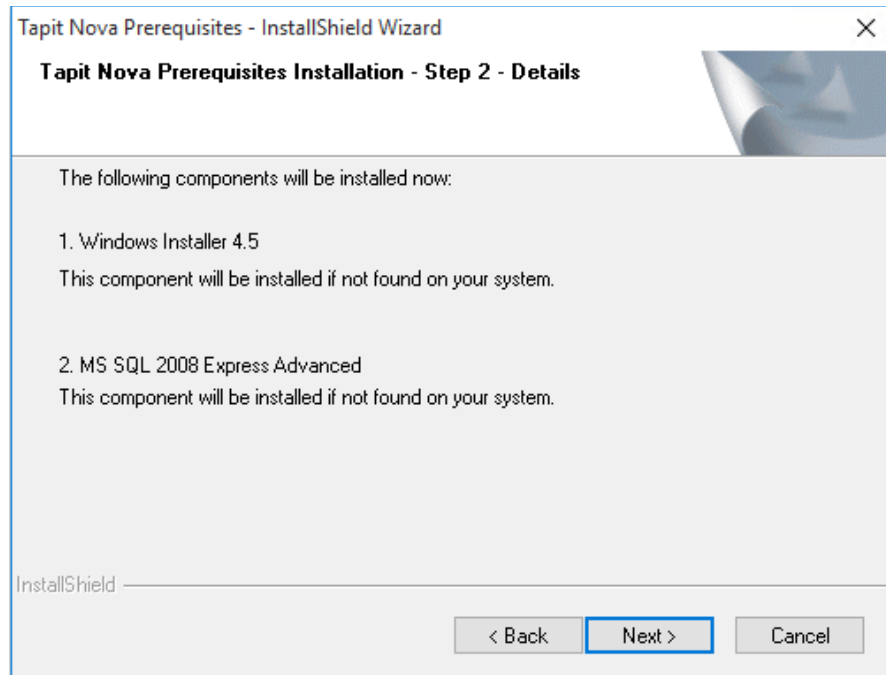 Tapit Nova Prerequisites - InstallShield Wizard
Tapit Nova Prerequisites Installation - Step 2 - Details
The following components will be installed now:
1. Windows Installer 4.5
This component will be installed if not found on your system.
2. MS SQL 2008 Express Advanced
This component will be installed if not found on your system.
InstallShield
< Back
Next >
Cancel